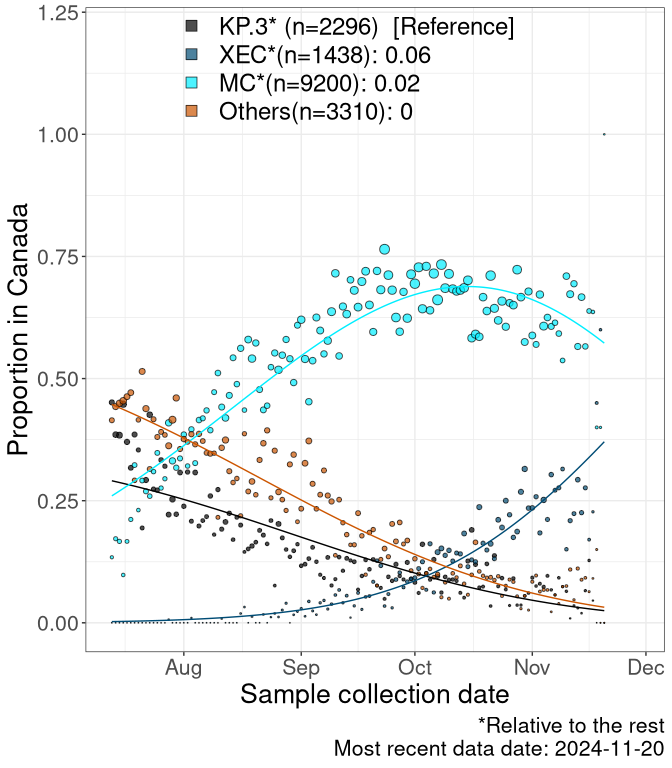 1.25
KP.3* (n=2296)  [Reference]
XEC*(n=1438): 0.06
MC*(n=9200): 0.02
Others(n=3310): 0
1.00
0.75
0.50
0.25
0.00
Proportion in Canada
Aug Sep Oct Nov Dec
Sample collection date
*Relative to the rest
Most recent data date: 2024-11-20